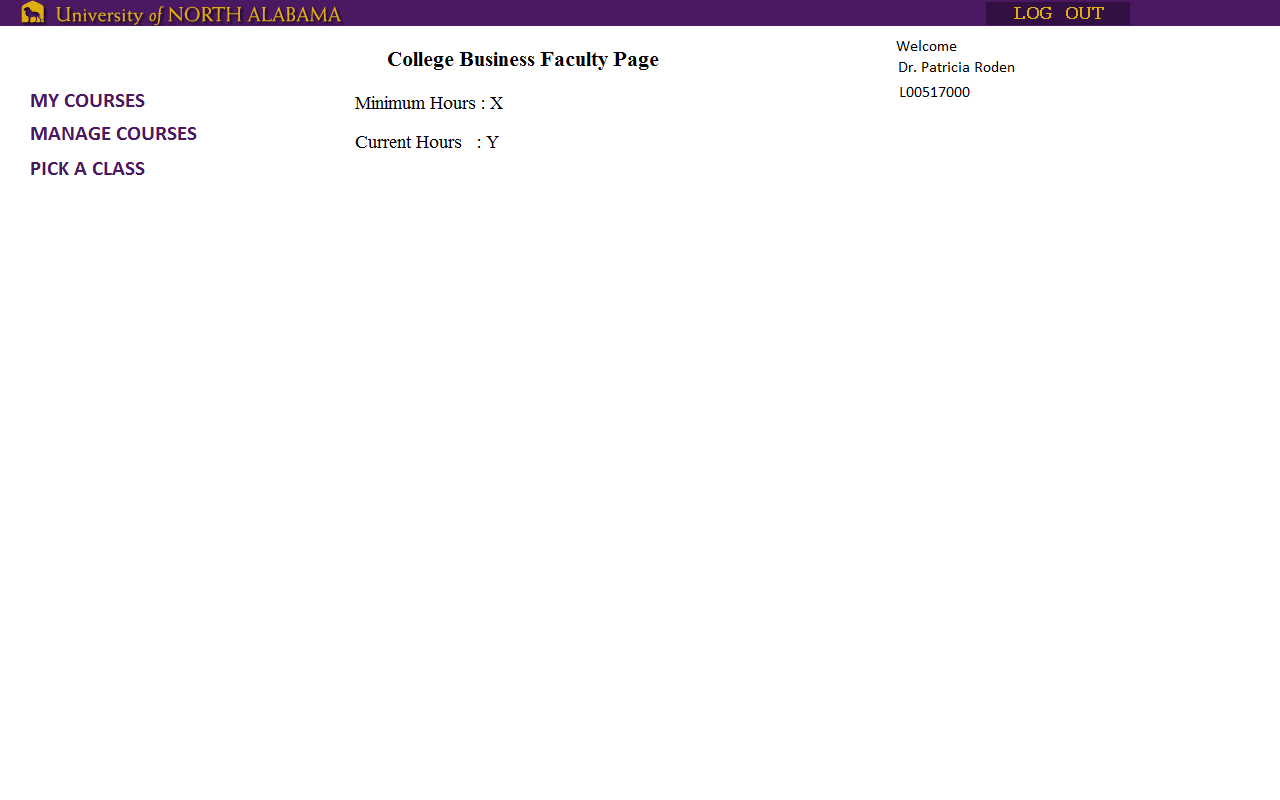 University of NORTH ALABAMA
LOG OUT
Welcome
Dr. Patricia Roden
L00517000
College Business Faculty Page
MY COURSES
MANAGE COURSES
PICK A CLASS
Minimum Hours : X
Current Hours : Y